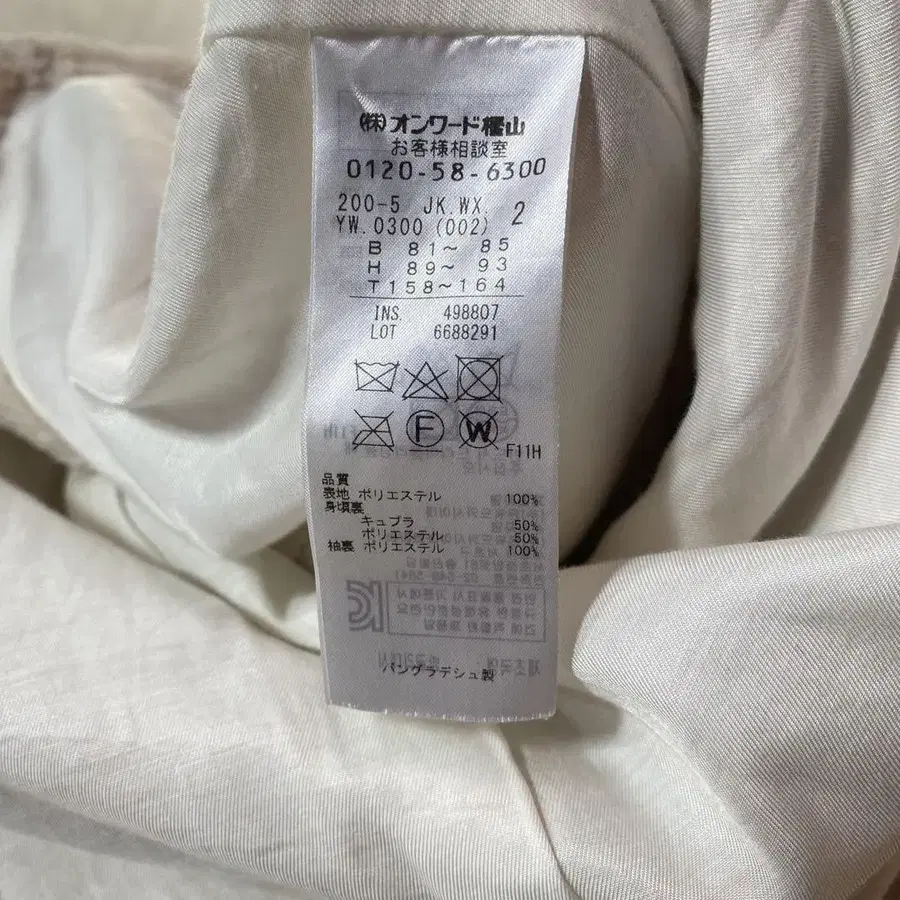 (株)オンワード樫山
お客様相談室
0120-58-6300
200-5 JK.WX. 2
YW.0300 (002)
B 81～ 85
H 89～ 93
T158～164
INS 498807
LOT 6688291
F W F11H
品質
表地 ポリエステル 100%
身頃裏
キュプラ 50%
ポリエステル 50%
袖裏 ポリエステル 100%
バングラデシュ製